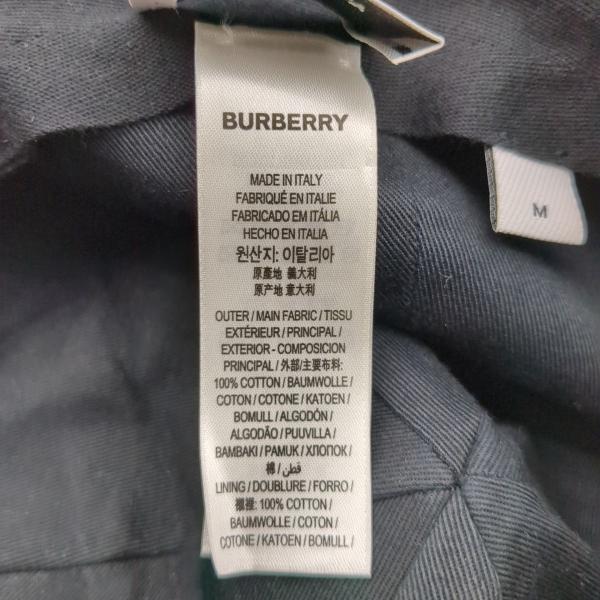 BURBERRY
MADE IN ITALY
FABRIQUÉ EN ITALIE
FABRICADO EM ITÁLIA
HECHO EN ITALIA
원산지: 이탈리아
原產地 義大利
原产地 意大利
OUTER / MAIN FABRIC / TISSU
EXTÉRIEUR / PRINCIPAL /
EXTERIOR - COMPOSICION
PRINCIPAL / 外部/主要布料:
100% COTTON / BAUMWOLLE /
COTON / COTONE / KATOEN /
BOMULL / ALGODÓN /
ALGODÃO / PUUVILLA /
BAMBAKI / PAMUK / ХЛОПОК /
棉 / قطن /
LINING / DOUBLURE / FORRO /
襯裡: 100% COTTON /
BAUMWOLLE / COTON /
COTONE / KATOEN / BOMULL /
M